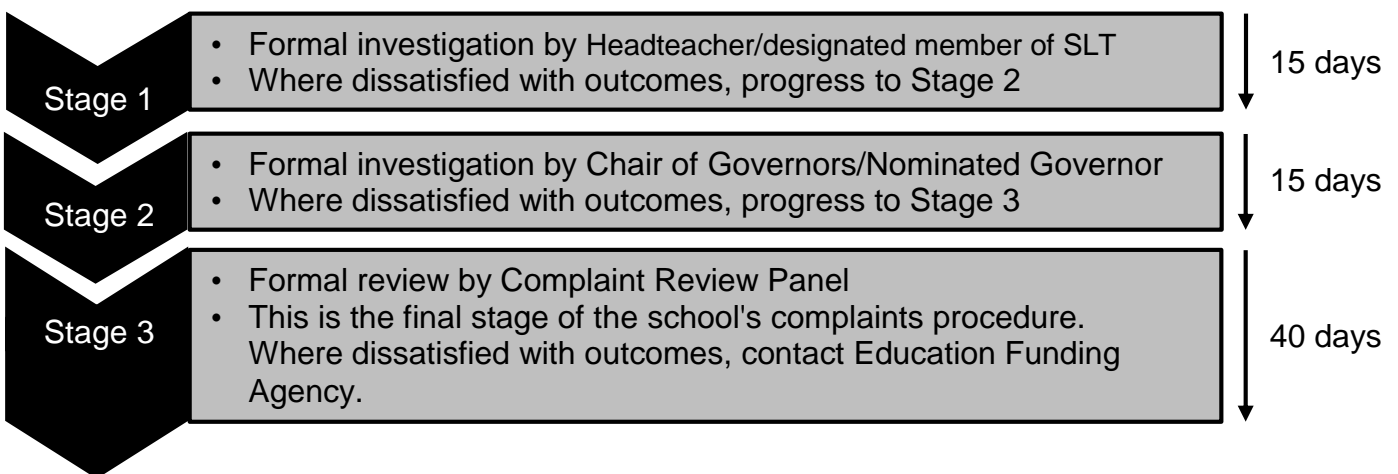 Stage 1
• Formal investigation by Headteacher/designated member of SLT
• Where dissatisfied with outcomes, progress to Stage 2
15 days
Stage 2
• Formal investigation by Chair of Governors/Nominated Governor
• Where dissatisfied with outcomes, progress to Stage 3
15 days
Stage 3
• Formal review by Complaint Review Panel
• This is the final stage of the school's complaints procedure.
Where dissatisfied with outcomes, contact Education Funding
Agency.
40 days